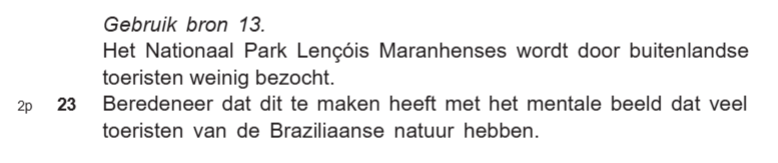 Gebruik bron 13.
Het Nationaal Park Lençóis Maranhenses wordt door buitenlandse
toeristen weinig bezocht.
2p 23 Beredeneer dat dit te maken heeft met het mentale beeld dat veel
toeristen van de Braziliaanse natuur hebben.